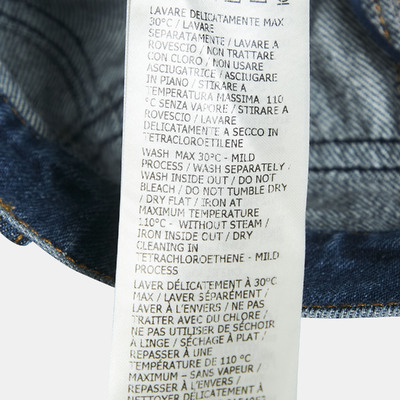 LAVARE DELICATAMENTE MAX
30°C / LAVARE
SEPARATAMENTE / LAVARE A
ROVESCIO / NON TRATTARE
CON CLORO / NON USARE
ASCIUGATRICE / ASCIUGARE
IN PIANO / STIRARE A
TEMPERATURA MASSIMA 110
°C SENZA VAPORE / STIRARE A
ROVESCIO / LAVARE
DELICATAMENTE A SECCO IN
TETRACLOROETILENE
WASH MAX 30°C - MILD
PROCESS / WASH SEPARATELY /
WASH INSIDE OUT / DO NOT
BLEACH / DO NOT TUMBLE DRY
/ DRY FLAT / IRON AT
MAXIMUM TEMPERATURE
110°C - WITHOUT STEAM /
IRON INSIDE OUT / DRY
CLEANING IN
TETRACHLOROETHENE - MILD
PROCESS
LAVER DÉLICATEMENT À 30°C
MAX / LAVER SÉPARÉMENT /
LAVER À L'ENVERS / NE PAS
TRAITER AVEC DU CHLORE /
NE PAS UTILISER DE SÉCHOIR
À LINGE / SÉCHAGE À PLAT /
REPASSER À UNE
TEMPÉRATURE DE 110 °C
MAXIMUM – SANS VAPEUR /
REPASSER À L'ENVERS /
NETTOYER DÉLICATEMENT À